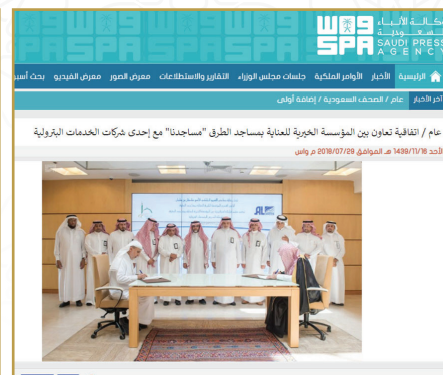 وكالة الأنباء السعودية
واس
SPA
SAUDI PRESS AGENCY
الرئيسية الأخبار الأوامر الملكية جلسات مجلس الوزراء التقارير والاستطلاعات معرض الصور معرض الفيديو بحث
آخر الأخبار عام / الصحف السعودية / إضافة أولى
عام / اتفاقية تعاون بين المؤسسة الخيرية للعناية بمساجد الطرق "مساجدنا" مع إحدى شركات الخدمات البترولية
الأحد 1439/11/16 هـ الموافق 2018/07/29 م واس